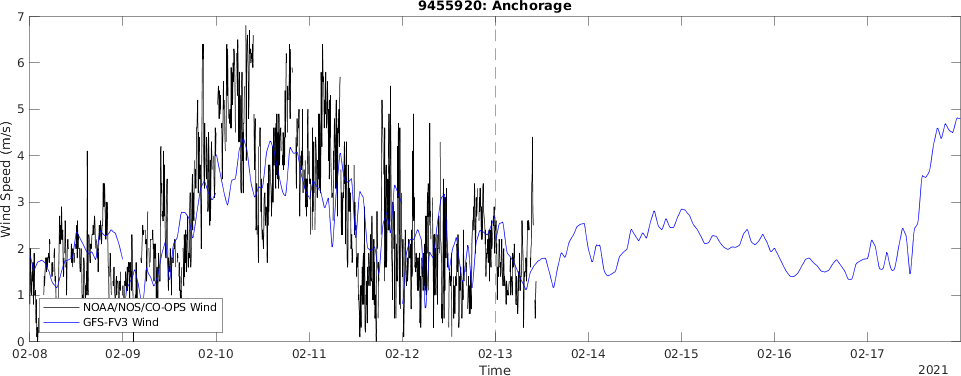 9455920: Anchorage
Wind Speed (m/s)
7
6
5
4
3
2
1
0
NOAA/NOS/CO-OPS Wind
GFS-FV3 Wind
02-08 02-09 02-10 02-11 02-12 02-13 02-14 02-15 02-16 02-17
Time
2021